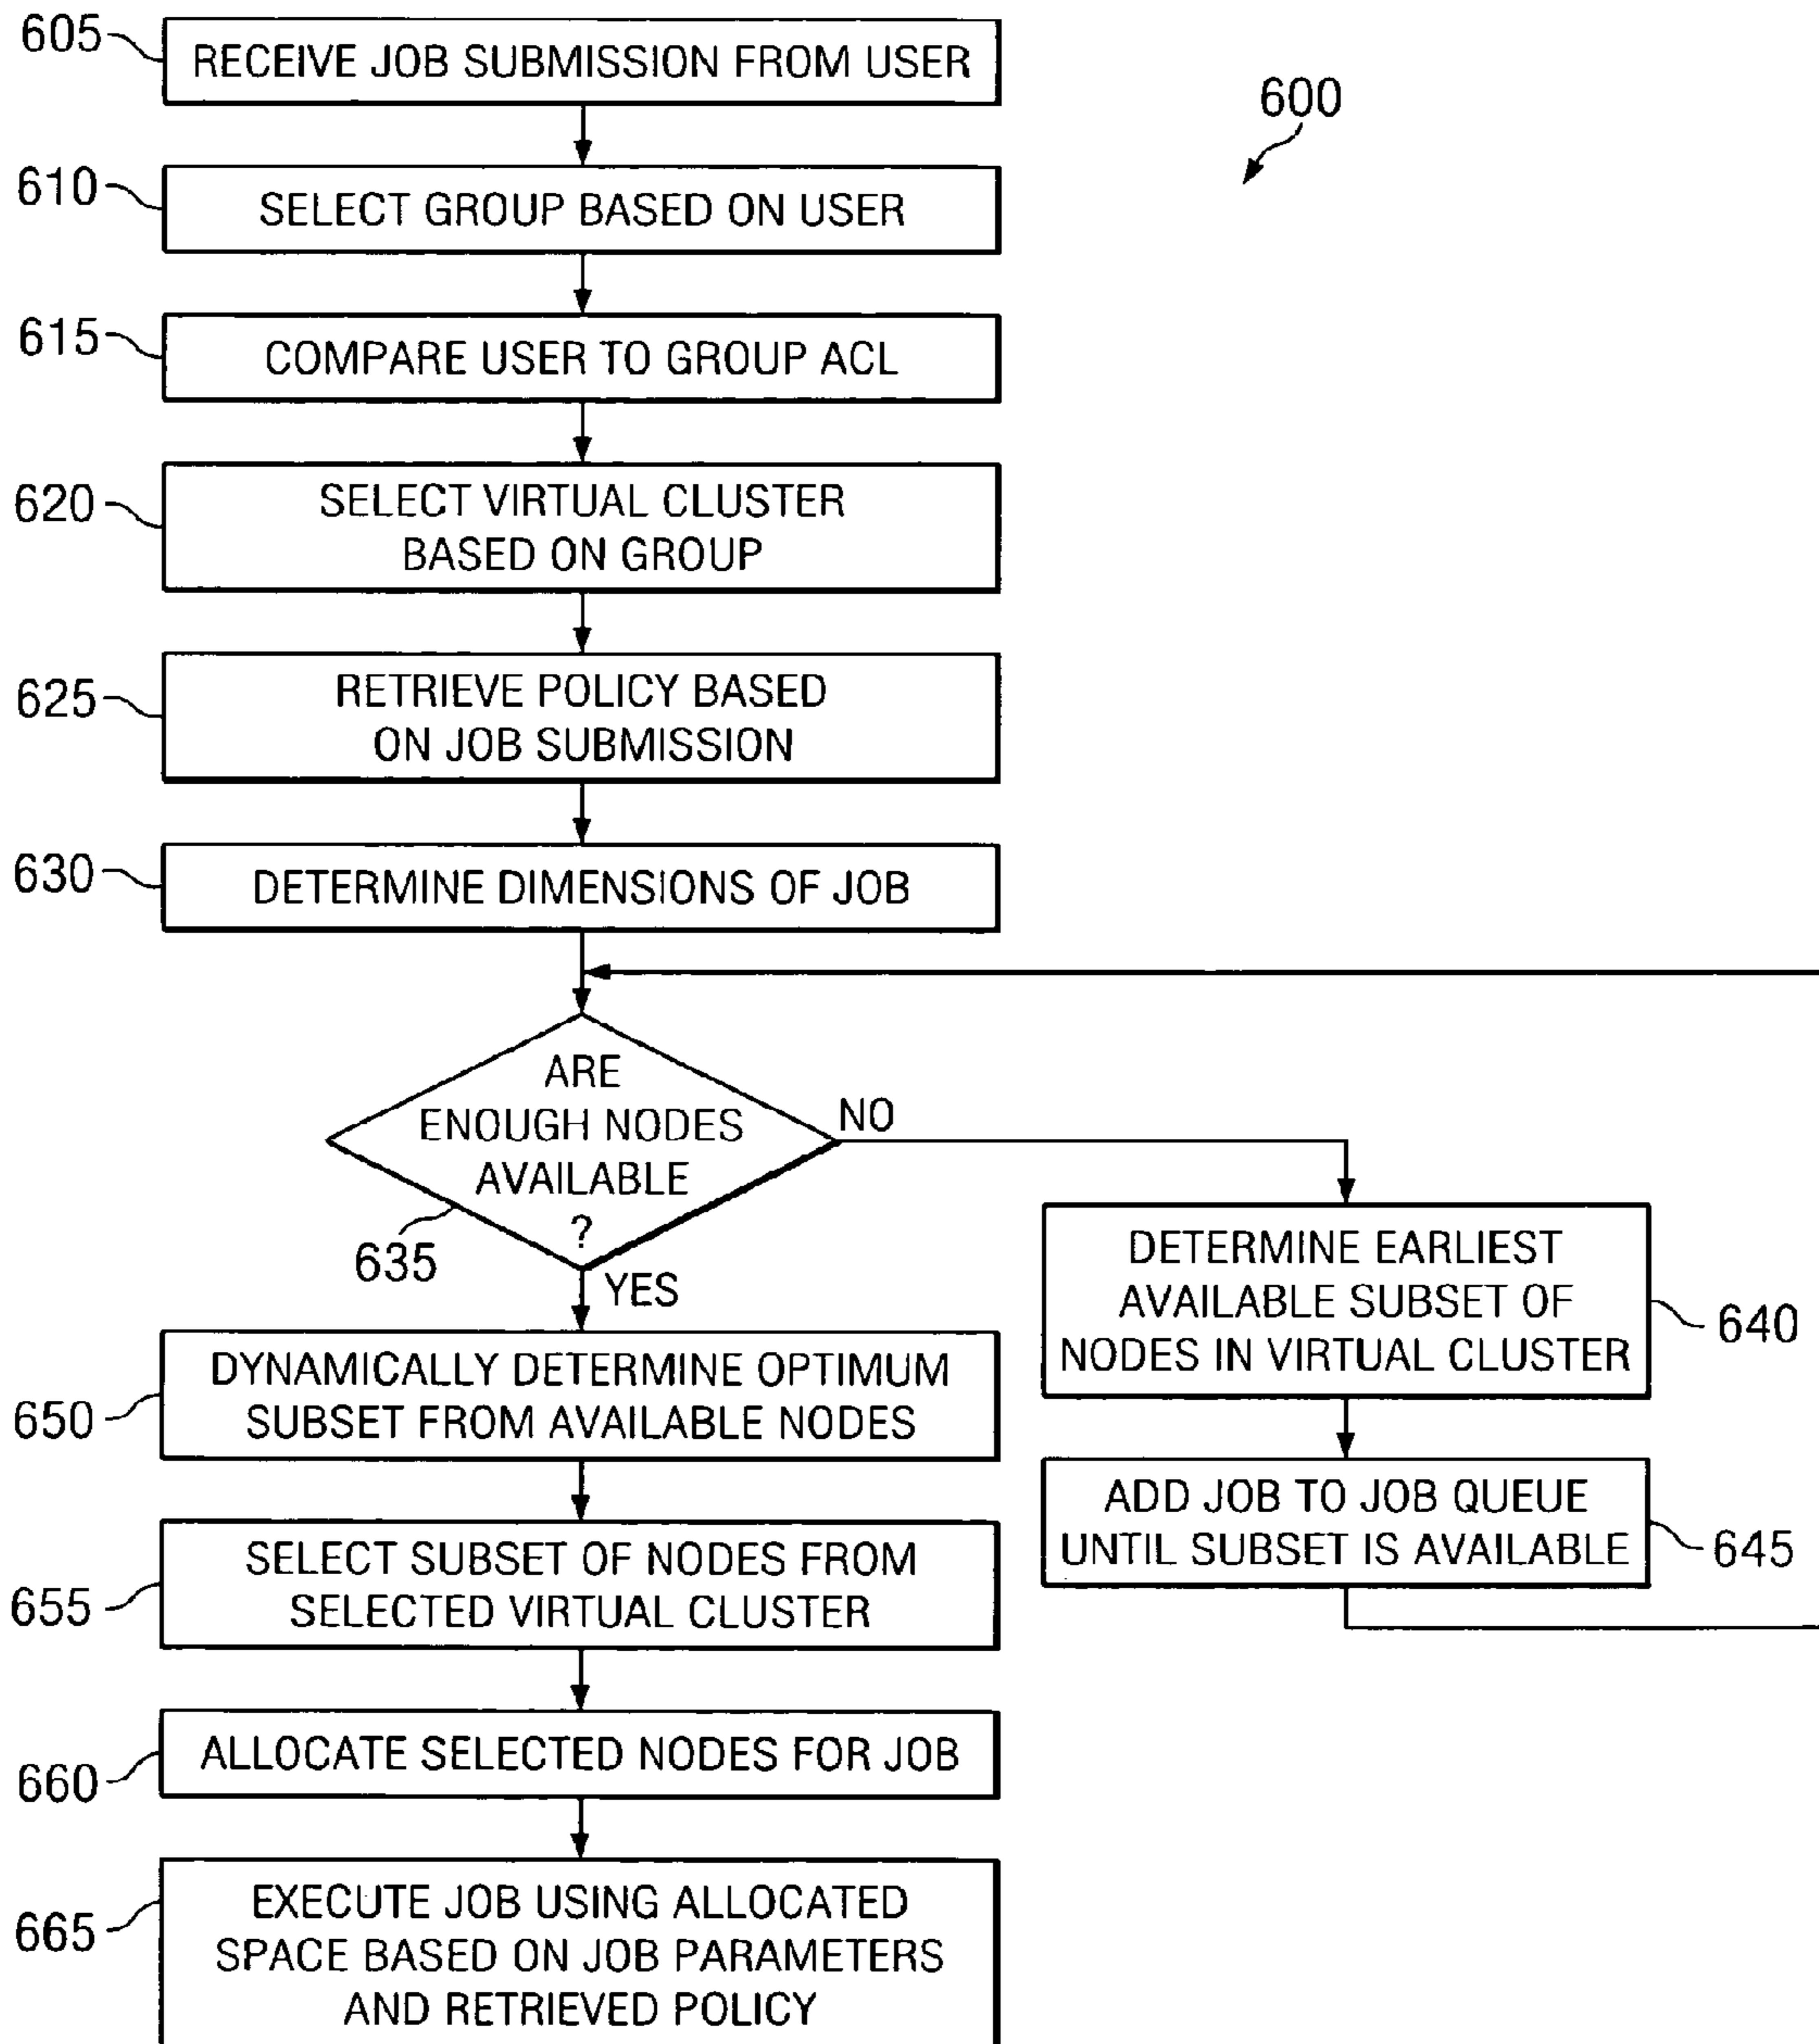 605
RECEIVE JOB SUBMISSION FROM USER
600
610
SELECT GROUP BASED ON USER
615
COMPARE USER TO GROUP ACL
620
SELECT VIRTUAL CLUSTER
BASED ON GROUP
625
RETRIEVE POLICY BASED
ON JOB SUBMISSION
630
DETERMINE DIMENSIONS OF JOB
ARE
ENOUGH NODES
AVAILABLE
?
635
NO
YES
DETERMINE EARLIEST
AVAILABLE SUBSET OF
NODES IN VIRTUAL CLUSTER
640
ADD JOB TO JOB QUEUE
UNTIL SUBSET IS AVAILABLE
645
650
DYNAMICALLY DETERMINE OPTIMUM
SUBSET FROM AVAILABLE NODES
655
SELECT SUBSET OF NODES FROM
SELECTED VIRTUAL CLUSTER
660
ALLOCATE SELECTED NODES FOR JOB
665
EXECUTE JOB USING ALLOCATED
SPACE BASED ON JOB PARAMETERS
AND RETRIEVED POLICY